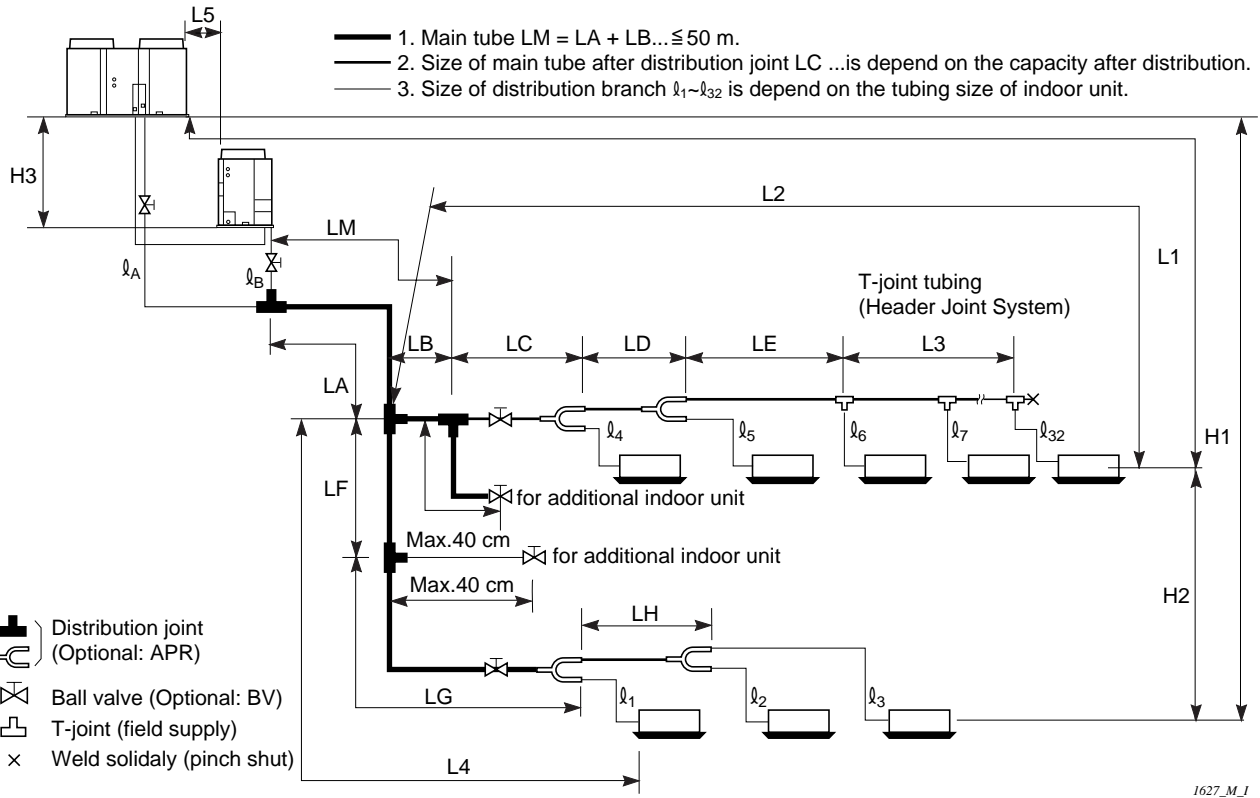 L5
1. Main tube LM = LA + LB...≦50 m.
2. Size of main tube after distribution joint LC ...is depend on the capacity after distribution.
3. Size of distribution branch ℓ1~ℓ32 is depend on the tubing size of indoor unit.
H3
L2
LM
L1
ℓA
ℓB
T-joint tubing
(Header Joint System)
LB
LC
LD
LE
L3
LA
ℓ4
ℓ5
ℓ6
ℓ7
ℓ32
H1
LF
for additional indoor unit
Max.40 cm
for additional indoor unit
Max.40 cm
H2
LH
Distribution joint
(Optional: APR)
Ball valve (Optional: BV)
LG
ℓ1
ℓ2
ℓ3
T-joint (field supply)
Weld solidaly (pinch shut)
L4
1627_M_I